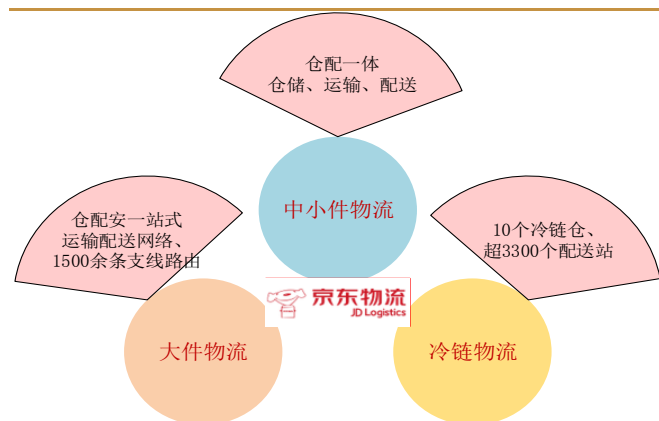 仓配一体
仓储、运输、配送
中小件物流
仓配安一站式
运输配送网络、
1500余条支线路由
10个冷链仓、
超3300个配送站
京东物流
JD Logistics
大件物流
冷链物流